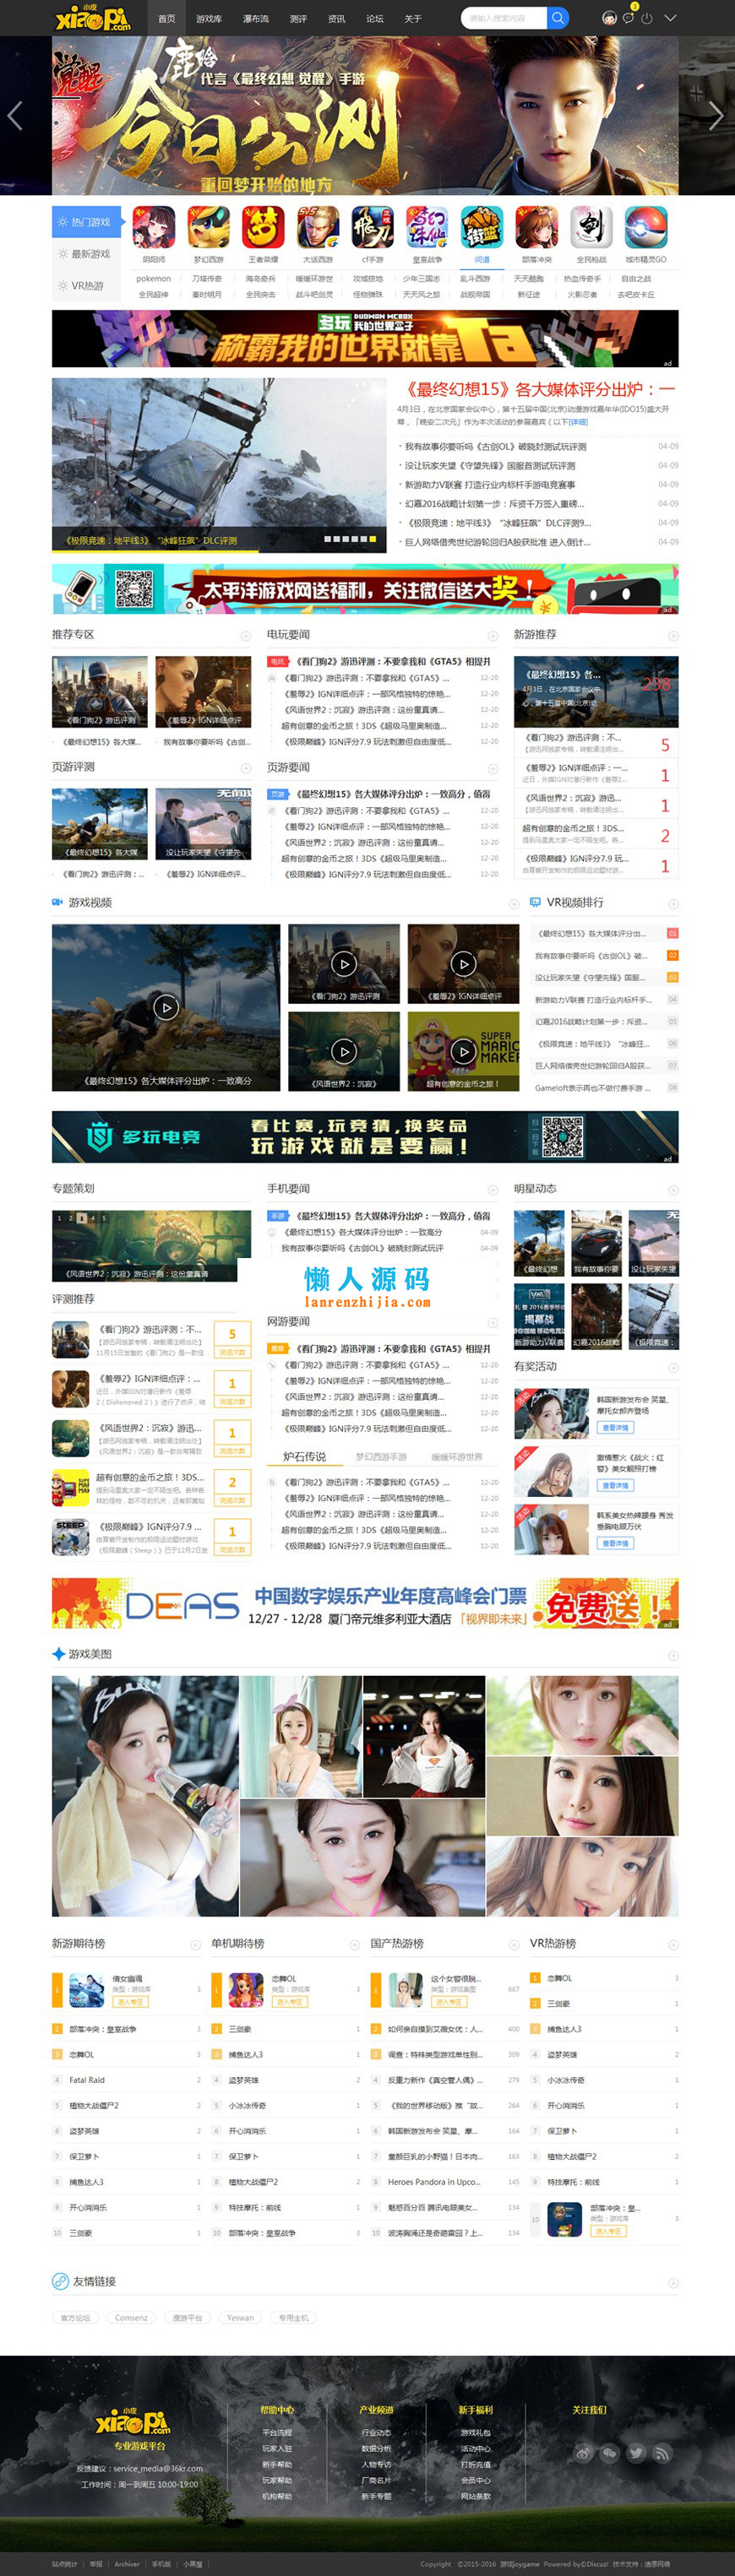 小皮
xiaopi.com
首页 游戏库 瀑布流 测评 资讯 论坛 关于
请输入搜索内容
3
觉醒
鹿晗 代言《最终幻想 觉醒》手游
今日公测
重回梦开始的地方
热门游戏
最新游戏
VR热游
阴阳师 梦幻西游 王者荣耀 大话西游 cf手游 皇室战争 问道 部落冲突 全民枪战 城市精灵GO
pokemon 刀塔传奇 海岛奇兵 暖暖环游世 攻城掠地 少年三国志 乱斗西游 天天酷跑 热血传奇手 自由之战
全民超神 秦时明月 全民突击 战斗吧剑灵 怪物弹珠 天天风之旅 战舰帝国 新征途 火影忍者 去吧皮卡丘
多玩 DUOWAN MCBOX 我的世界盒子
称霸我的世界就靠Ta
ad
《极限竞速：地平线3》“冰峰狂飙”DLC评测
《最终幻想15》各大媒体评分出炉：一
4月3日，在北京国家会议中心，第十五届中国(北京)动漫游戏嘉年华(IDO15)盛大开
幕，「晚安二次元」作为本次活动的参展嘉宾（以下[详细]
我有故事你要听吗《古剑OL》破晓封测试玩评测 04-09
没让玩家失望《守望先锋》国服首测试玩评测 04-09
新游助力V联赛 打造行业内标杆手游电竞赛事 04-09
幻嘉2016战略计划第一步：斥资千万签入重磅... 04-09
《极限竞速：地平线3》“冰峰狂飙”DLC评测9... 04-09
巨人网络借壳世纪游轮回归A股获批准 进入倒计... 04-09
太平洋游戏网送福利，关注微信送大奖！
ad
推荐专区
《看门狗2》游迅评测
《羞辱2》IGN详细点评
《最终幻想15》各大媒...
我有故事你要听吗《古剑...
电玩要闻
电玩 《看门狗2》游迅评测：不要拿我和《GTA5》相提并
《看门狗2》游迅评测：不要拿我和《GTA5》... 12-20
《羞辱2》IGN详细点评：一部风格独特的惊艳... 12-20
《风语世界2：沉寂》游迅评测：这份童真请... 12-20
超有创意的金币之旅！3DS《超级马里奥制造... 12-20
《极限巅峰》IGN评分7.9 玩法刺激但自由度低... 12-20
新游推荐
《最终幻想15》各...
4月3日，在北京国家会议中
心，第十五届中国(北京)动
238
《看门狗2》游迅评测：不... 5
【游迅网独家专稿，转载请注明出...
《羞辱2》IGN详细点评：一... 1
近日，外媒IGN对潜行新作《羞辱2...
《风语世界2：沉寂》游迅... 1
【游迅网独家专稿，转载请注明出...
超有创意的金币之旅！3DS... 2
提到马里奥大家一定不陌生吧，各...
《极限巅峰》IGN评分7.9 玩... 1
由育碧开发制作的极限运动题材游...
页游评测
《最终幻想15》各大媒
没让玩家失望《守望先
《看门狗2》游迅评测：...
《羞辱2》IGN详细点评...
页游要闻
页游 《最终幻想15》各大媒体评分出炉：一致高分，值得
《看门狗2》游迅评测：不要拿我和《GTA5》... 12-20
《羞辱2》IGN详细点评：一部风格独特的惊艳... 12-20
《风语世界2：沉寂》游迅评测：这份童真请... 12-20
超有创意的金币之旅！3DS《超级马里奥制造... 12-20
《极限巅峰》IGN评分7.9 玩法刺激但自由度低... 12-20
游戏视频
《最终幻想15》各大媒体评分出炉：一致高分
《看门狗2》游迅评测
《羞辱2》IGN详细点评
《风语世界2：沉寂》
SUPER MARIO MAKER
超有创意的金币之旅！
VR视频排行
《最终幻想15》各大媒体评分出... 01
我有故事你要听吗《古剑OL》破... 02
没让玩家失望《守望先锋》国服... 03
新游助力V联赛 打造行业内标杆手... 04
幻嘉2016战略计划第一步：斥资... 05
《极限竞速：地平线3》“冰峰狂... 06
巨人网络借壳世纪游轮回归A股获... 07
Gameloft表示再也不做付费手游 ... 08
多玩电竞
看比赛,玩竞猜,换奖品
玩游戏就是要赢！
扫一扫下载
ad
专题策划
1 2 3 4 5
《风语世界2：沉寂》游迅评测：这份童真请
手机要闻
手游 《最终幻想15》各大媒体评分出炉：一致高分，值得
《最终幻想15》各大媒体评分出炉：一致高分 04-09
我有故事你要听吗《古剑OL》破晓封测试玩评 04-09
懒人源码
lanrenzhijia.com
明星动态
《最终幻想
我有故事你要
没让玩家失望
新游助力V联赛
幻嘉2016战略
《极限竞速：
评测推荐
《看门狗2》游迅评测：不... 5
【游迅网独家专稿，转载请注明出处】
11月15日发售的《看门狗2》是一款任
浏览次数
《羞辱2》IGN详细点评：... 1
近日，外媒IGN对潜行新作《羞辱
2（Dishonored 2）》进行了点评，结
浏览次数
《风语世界2：沉寂》游迅... 1
【游迅网独家专稿，转载请注明出处】
《风语世界2：沉寂》是一款非常精致
浏览次数
超有创意的金币之旅！3DS... 2
提到马里奥大家一定不陌生吧，各种各
样的怪物，数不尽的机关，还有那黄灿
浏览次数
STEEP
《极限巅峰》IGN评分7.9 ... 1
由育碧开发制作的极限运动题材游戏
《极限巅峰（Steep）》已于12月2日发
浏览次数
网游要闻
《看门狗2》游迅评测：不要拿我和《GTA5》相提并
《看门狗2》游迅评测：不要拿我和《GTA5》... 12-20
《羞辱2》IGN详细点评：一部风格独特的惊艳... 12-20
《风语世界2：沉寂》游迅评测：这份童真请... 12-20
超有创意的金币之旅！3DS《超级马里奥制造... 12-20
《极限巅峰》IGN评分7.9 玩法刺激但自由度低... 12-20
炉石传说 梦幻西游手游 暖暖环游世界
《看门狗2》游迅评测：不要拿我和《GTA5》... 12-20
《羞辱2》IGN详细点评：一部风格独特的惊艳... 12-20
《风语世界2：沉寂》游迅评测：这份童真请... 12-20
超有创意的金币之旅！3DS《超级马里奥制造... 12-20
《极限巅峰》IGN评分7.9 玩法刺激但自由度低... 12-20
有奖活动
活动
韩国新游发布会 笑星、
摩托女郎齐登场
查看详情
活动
激情惹火《战火：红
警》美女靓照打榜
查看详情
活动
韩系美女热辣腰身 秀发
垂胸电眼万伏
查看详情
DEAS
中国数字娱乐产业年度高峰会门票
12/27 - 12/28 厦门帝元维多利亚大酒店「视界即未来」
免费送！
ad
游戏美图
新游期待榜
1 倩女幽魂 3
类型：游戏库
进入专区
2 部落冲突：皇室战争 3
3 恋舞OL 3
4 Fatal Raid 2
5 植物大战僵尸2 2
6 盗梦英雄 2
7 保卫萝卜 1
8 捕鱼达人3 1
9 开心消消乐 1
10 三剑豪 1
单机期待榜
1 恋舞OL 3
类型：游戏库
进入专区
2 三剑豪 1
3 捕鱼达人3 1
4 盗梦英雄 2
5 小冰冰传奇 1
6 开心消消乐 1
7 保卫萝卜 1
8 植物大战僵尸2 2
9 特技摩托：前线 1
10 部落冲突：皇室战争 3
国产热游榜
1 这个女警很脱... 667
类型：游戏美图
进入专区
2 如何亲自摸到艾薇女优：人... 400
3 调查：特殊类型游戏单性别... 309
4 反重力新作《真空管人偶》... 279
5 《我的世界移动版》推“故... 264
6 韩国新游发布会 笑星、摩... 164
7 童颜巨乳的小野猫！日本肉... 163
8 Heroes Pandora in Upco... 145
9 魅惑百分百 腾讯电眼美女... 134
10 波涛胸涌还是奇葩雷囧？上... 134
VR热游榜
1 恋舞OL 3
2 三剑豪 1
3 捕鱼达人3 1
4 盗梦英雄 2
5 小冰冰传奇 1
6 开心消消乐 1
7 保卫萝卜 1
8 植物大战僵尸2 2
9 特技摩托：前线 1
10 部落冲突：皇... 3
类型：游戏库
进入专区
友情链接
官方论坛 Comsenz 漫游平台 Yeswan 专用主机
小皮
xiaopi.com
专业游戏平台
反馈建议：service_media@36kr.com
工作时间：周一到周五 10:00-19:00
帮助中心
平台流程
玩家入驻
新手帮助
玩家帮助
机构帮助
产业频道
行业动态
数据分析
人物专访
厂商名片
新手专题
新手福利
游戏礼包
活动中心
打折充值
会员中心
网站条款
关注我们
站点统计 | 举报 | Archiver | 手机版 | 小黑屋 |
Copyright ©2015-2016 游戏joygame Powered by©Discuz! 技术支持：迪恩网络